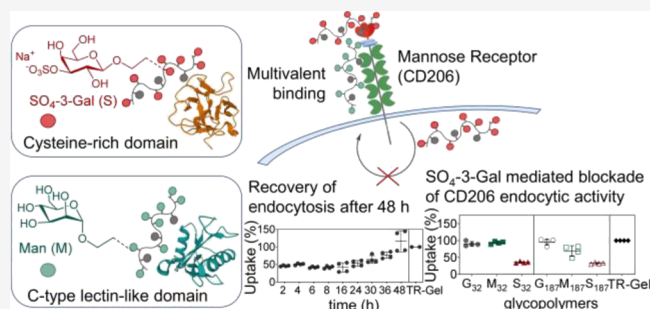 Na⁺
⁻O₃SO
HO
OH
O
O
OH
SO₄-3-Gal (S)
Cysteine-rich domain
Multivalent
binding
Mannose Receptor
(CD206)
HO
OH
HO
HO
O
O
Man (M)
C-type lectin-like domain
Recovery of
endocytosis after 48 h
Uptake (%)
150
100
50
0
2 4 6 8 16 24 30 36 48 TR-Gel
time (h)
SO₄-3-Gal mediated blockade
of CD206 endocytic activity
Uptake (%)
150
100
50
0
G₃₂ M₃₂ S₃₂ G₁₈₇ M₁₈₇ S₁₈₇ TR-Gel
glycopolymers